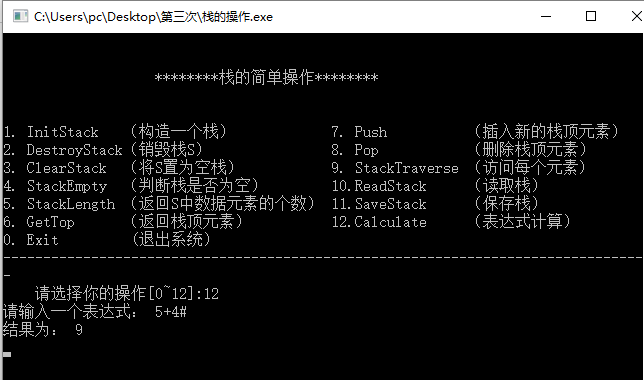 C:\Users\pc\Desktop\第三次\栈的操作.exe
********栈的简单操作********
1. InitStack （构造一个栈） 7. Push （插入新的栈顶元素）
2. DestroyStack（销毁栈S） 8. Pop （删除栈顶元素）
3. ClearStack （将S置为空栈） 9. StackTraverse （访问每个元素）
4. StackEmpty （判断栈是否为空） 10.ReadStack （读取栈）
5. StackLength （返回S中数据元素的个数） 11.SaveStack （保存栈）
6. GetTop （返回栈顶元素） 12.Calculate （表达式计算）
0. Exit （退出系统）
--------------------------------------------------------------------------------
-
请选择你的操作[0~12]:12
请输入一个表达式： 5+4#
结果为： 9